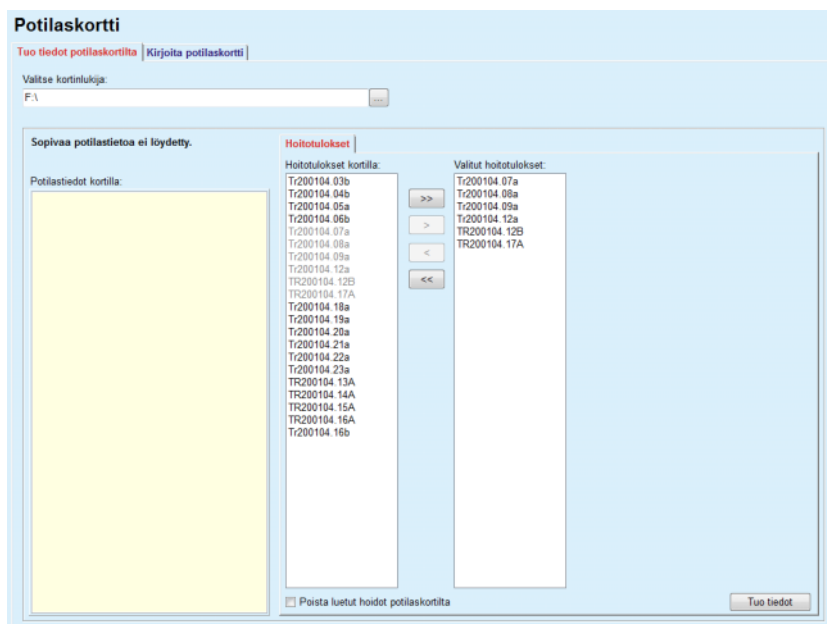 Potilaskortti
Tuo tiedot potilaskortilta
Kirjoita potilaskortti
Valitse kortinlukija:
F:\
...
Sopivaa potilastietoa ei löydetty.
Potilastiedot kortilla:
Hoitotulokset
Hoitotulokset kortilla:
Tr200104.03b
Tr200104.04b
Tr200104.05a
Tr200104.06b
Tr200104.07a
Tr200104.08a
Tr200104.09a
Tr200104.12a
TR200104.12B
TR200104.17A
Tr200104.18a
Tr200104.19a
Tr200104.20a
Tr200104.21a
Tr200104.22a
Tr200104.23a
TR200104.13A
TR200104.14A
TR200104.15A
TR200104.16A
Tr200104.16b
>>
>
<
<<
Valitut hoitotulokset:
Tr200104.07a
Tr200104.08a
Tr200104.09a
Tr200104.12a
TR200104.12B
TR200104.17A
Poista luetut hoidot potilaskortilta
Tuo tiedot